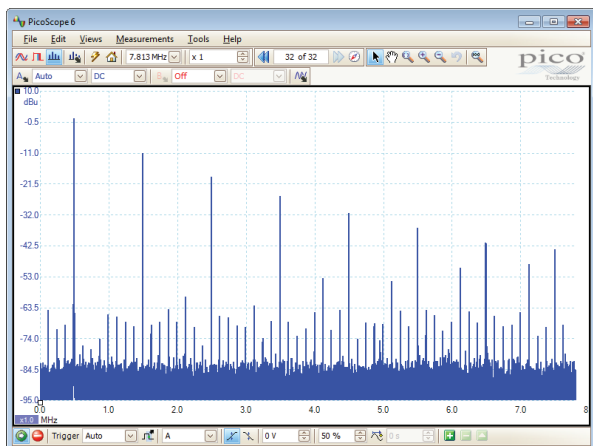 PicoScope 6
File Edit Views Measurements Tools Help
7.813 MHz x 1 32 of 32
pico
Technology
A Auto DC B Off DC
10.0
dBu
-0.5
-11.0
-21.5
-32.0
-42.5
-53.0
-63.5
-74.0
-84.5
-95.0
0.0 1.0 2.0 3.0 4.0 5.0 6.0 7.0 8.
x1.0 MHz
Trigger Auto A 0 V 50 % 0 s